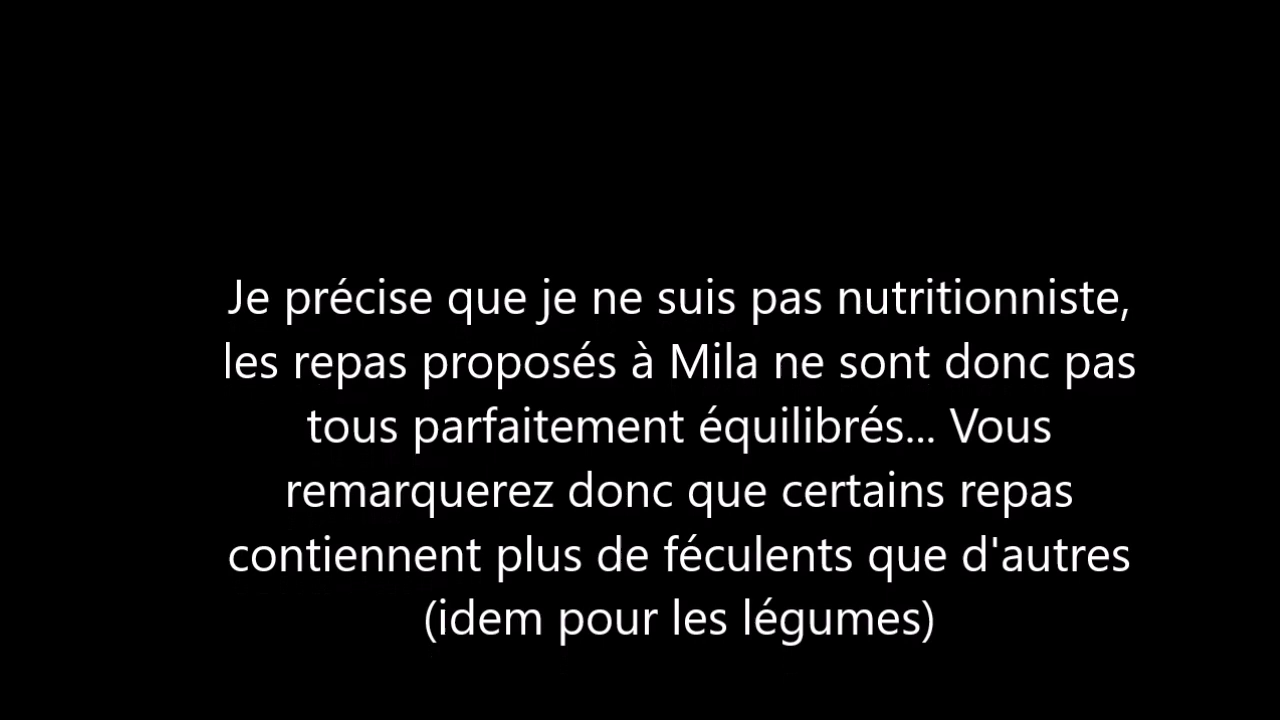 Je précise que je ne suis pas nutritionniste,
les repas proposés à Mila ne sont donc pas
tous parfaitement équilibrés... Vous
remarquerez donc que certains repas
contiennent plus de féculents que d'autres
(idem pour les légumes)